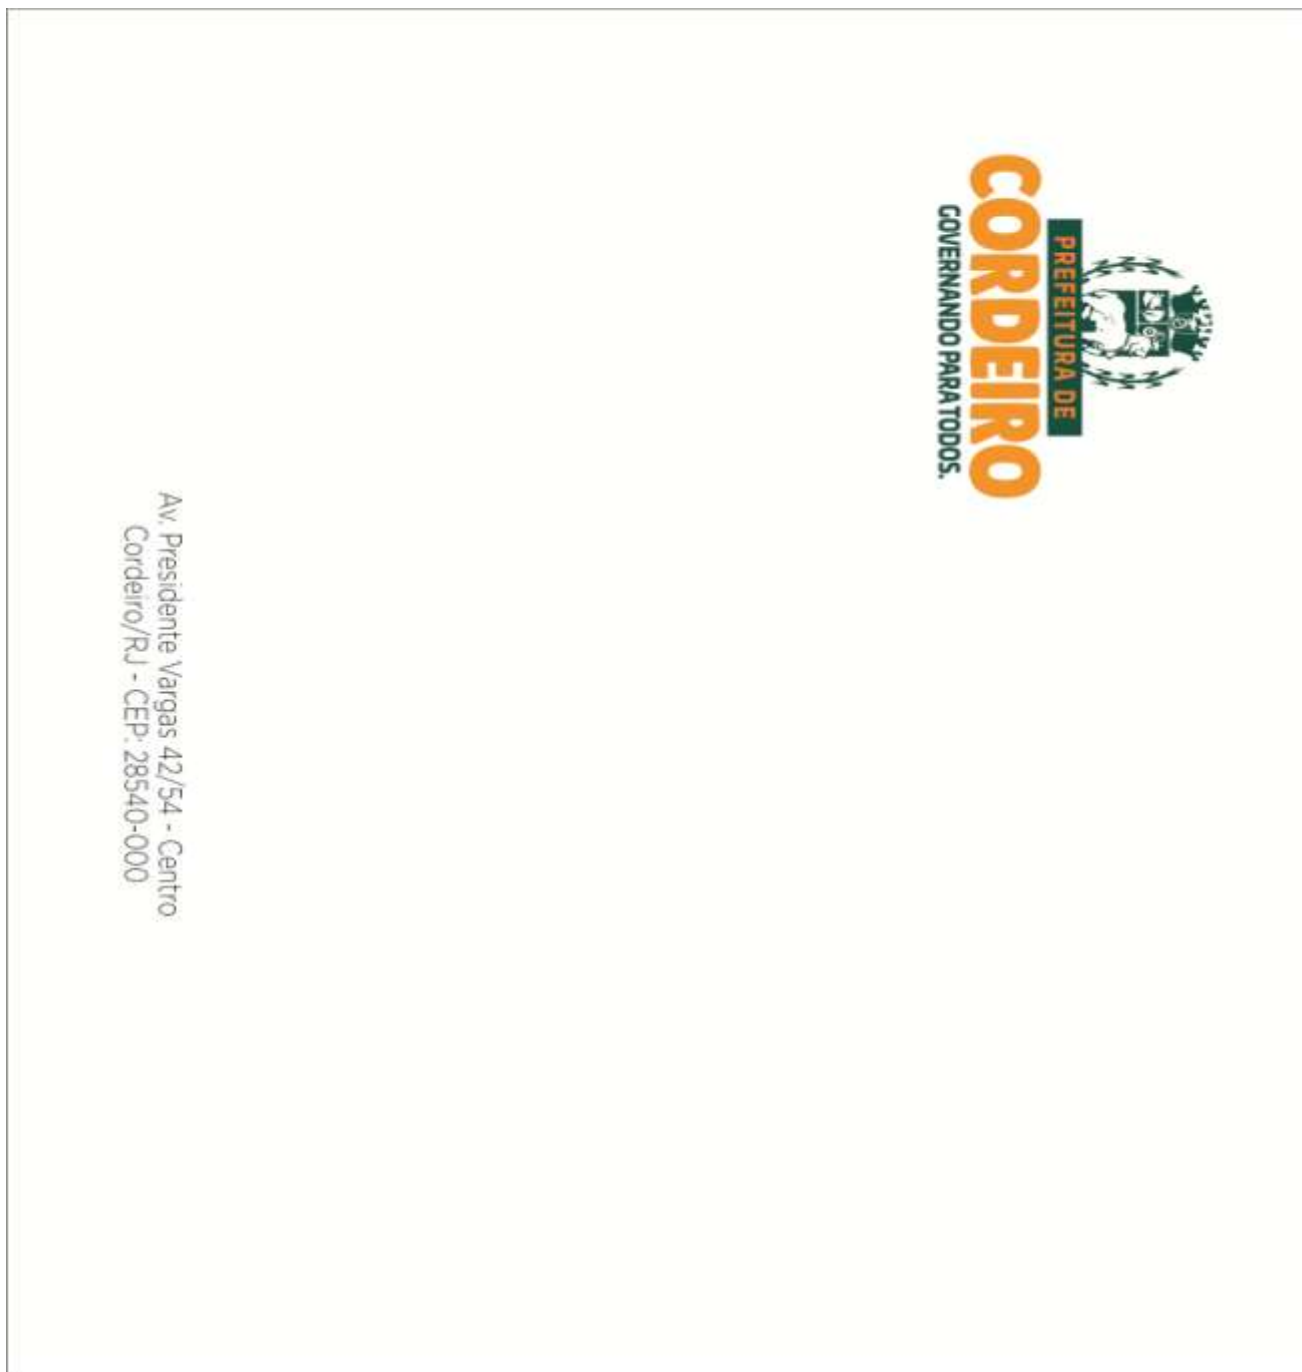 PREFEITURA DE
CORDEIRO
GOVERNANDO PARA TODOS.
Av. Presidente Vargas 42/54 - Centro
Cordeiro/RJ - CEP: 28540-000